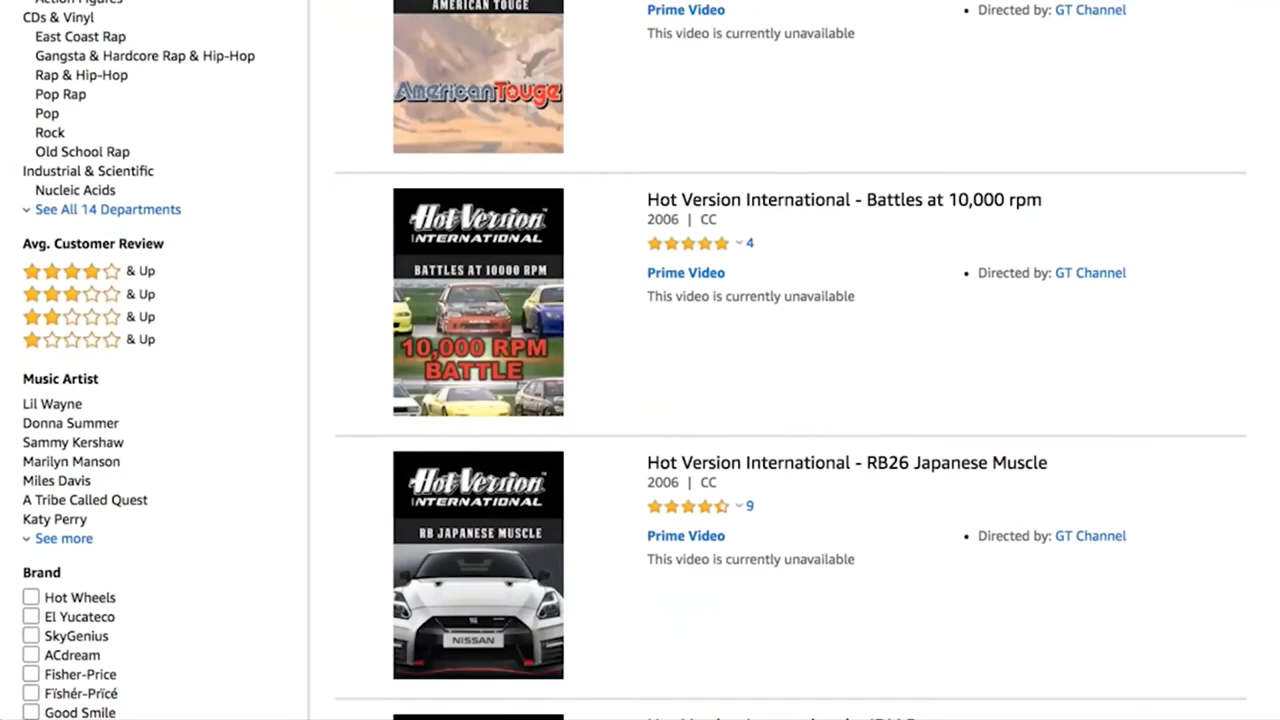 Action Figures
CDs & Vinyl
East Coast Rap
Gangsta & Hardcore Rap & Hip-Hop
Rap & Hip-Hop
Pop Rap
Pop
Rock
Old School Rap
Industrial & Scientific
Nucleic Acids
See All 14 Departments
Avg. Customer Review
& Up
& Up
& Up
& Up
Music Artist
Lil Wayne
Donna Summer
Sammy Kershaw
Marilyn Manson
Miles Davis
A Tribe Called Quest
Katy Perry
See more
Brand
Hot Wheels
El Yucateco
SkyGenius
ACdream
Fisher-Price
Fïshér-Prïcé
Good Smile
AMERICAN TOUGE
AmericanTouge
Prime Video
• Directed by: GT Channel
This video is currently unavailable
Hot Version™
INTERNATIONAL
BATTLES AT 10000 RPM
10,000 RPM
BATTLE
Hot Version International - Battles at 10,000 rpm
2006 | CC
4
Prime Video
• Directed by: GT Channel
This video is currently unavailable
Hot Version™
INTERNATIONAL
RB JAPANESE MUSCLE
NISSAN
Hot Version International - RB26 Japanese Muscle
2006 | CC
9
Prime Video
• Directed by: GT Channel
This video is currently unavailable